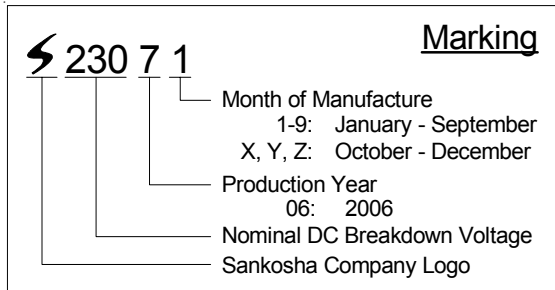 Marking
230 7 1
Month of Manufacture
1-9: January - September
X, Y, Z: October - December
Production Year
06: 2006
Nominal DC Breakdown Voltage
Sankosha Company Logo